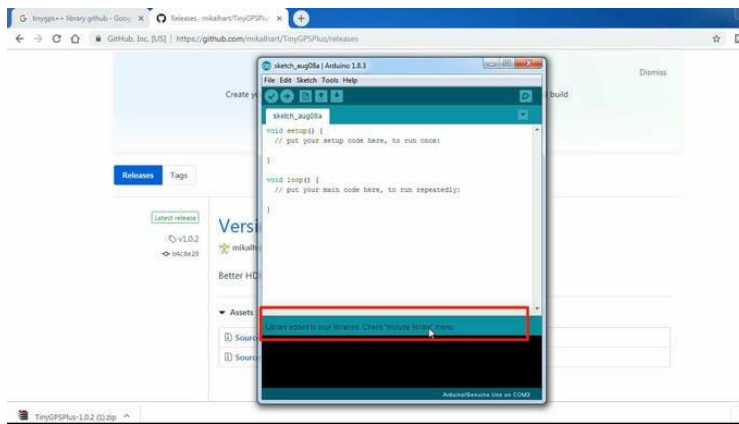 tinygps++ library github - Goog
Releases · mikalhart/TinyGPSPlu
GitHub, Inc. [US] | https://github.com/mikalhart/TinyGPSPlus/releases
Dismiss
Create
build
Releases
Tags
Latest release
v1.0.2
Versi
mikalh
Better HD
Assets
Sourc
Sourc
sketch_aug08a | Arduino 1.8.3
File Edit Sketch Tools Help
sketch_aug08a
void setup() {
// put your setup code here, to run once:
}
void loop() {
// put your main code here, to run repeatedly:
}
Library added to your libraries. Check "Include library" menu
Arduino/Genuino Uno on COM3
TinyGPSPlus-1.0.2 (1).zip